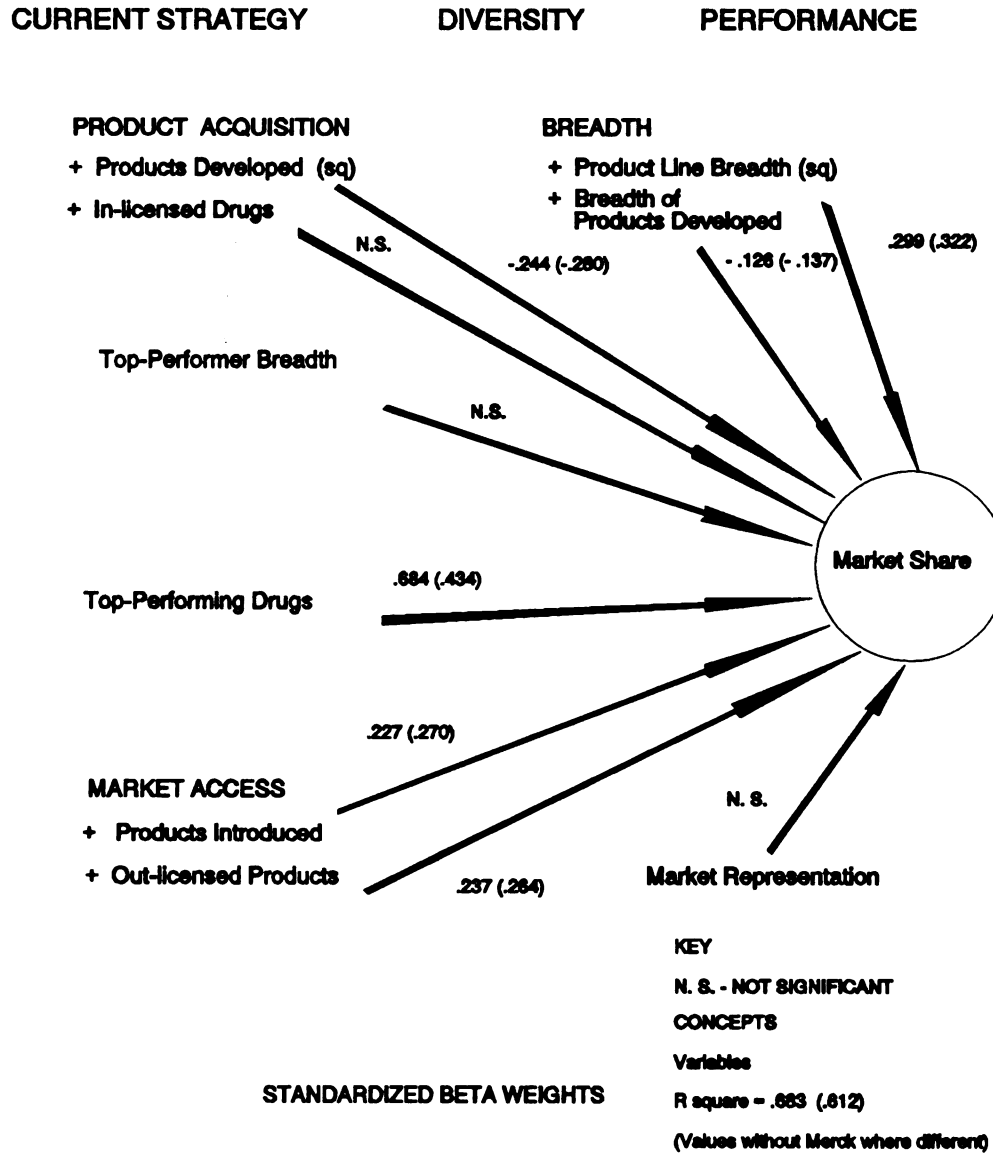 CURRENT STRATEGY DIVERSITY PERFORMANCE
PRODUCT ACQUISITION
+ Products Developed (sq)
+ In-licensed Drugs
BREADTH
+ Product Line Breadth (sq)
+ Breadth of
Products Developed
N.S.
-.244 (-.260)
- .126 (- .137)
.299 (.322)
Top-Performer Breadth
N.S.
Market Share
.684 (.434)
Top-Performing Drugs
.227 (.270)
MARKET ACCESS
+ Products Introduced
+ Out-licensed Products
.237 (.264)
N. S.
Market Representation
KEY
N. S. - NOT SIGNIFICANT
CONCEPTS
Variables
STANDARDIZED BETA WEIGHTS
R square = .683 (.612)
(Values without Merck where different)